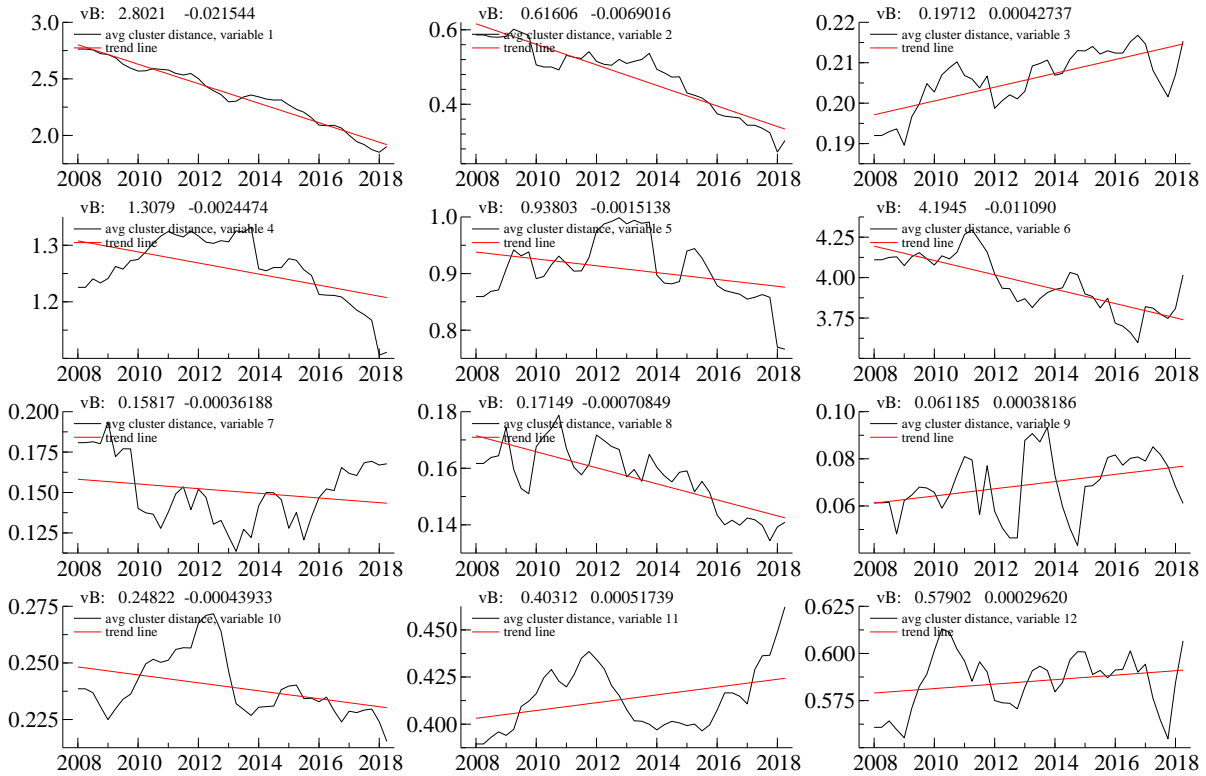 vB: 2.8021 -0.021544
avg cluster distance, variable 1
trend line
3.0
2.5
2.0
2008 2010 2012 2014 2016 2018
vB: 0.61606 -0.0069016
avg cluster distance, variable 2
trend line
0.6
0.4
2008 2010 2012 2014 2016 2018
vB: 0.19712 0.00042737
avg cluster distance, variable 3
trend line
0.22
0.21
0.20
0.19
2008 2010 2012 2014 2016 2018
vB: 1.3079 -0.0024474
avg cluster distance, variable 4
trend line
1.3
1.2
2008 2010 2012 2014 2016 2018
vB: 0.93803 -0.0015138
avg cluster distance, variable 5
trend line
1.0
0.9
0.8
2008 2010 2012 2014 2016 2018
vB: 4.1945 -0.011090
avg cluster distance, variable 6
trend line
4.25
4.00
3.75
2008 2010 2012 2014 2016 2018
vB: 0.15817 -0.00036188
avg cluster distance, variable 7
trend line
0.200
0.175
0.150
0.125
2008 2010 2012 2014 2016 2018
vB: 0.17149 -0.00070849
avg cluster distance, variable 8
trend line
0.18
0.16
0.14
2008 2010 2012 2014 2016 2018
vB: 0.061185 0.00038186
avg cluster distance, variable 9
trend line
0.10
0.08
0.06
0.04
2008 2010 2012 2014 2016 2018
vB: 0.24822 -0.00043933
avg cluster distance, variable 10
trend line
0.275
0.250
0.225
2008 2010 2012 2014 2016 2018
vB: 0.40312 0.00051739
avg cluster distance, variable 11
trend line
0.450
0.425
0.400
2008 2010 2012 2014 2016 2018
vB: 0.57902 0.00029620
avg cluster distance, variable 12
trend line
0.625
0.600
0.575
0.550
2008 2010 2012 2014 2016 2018